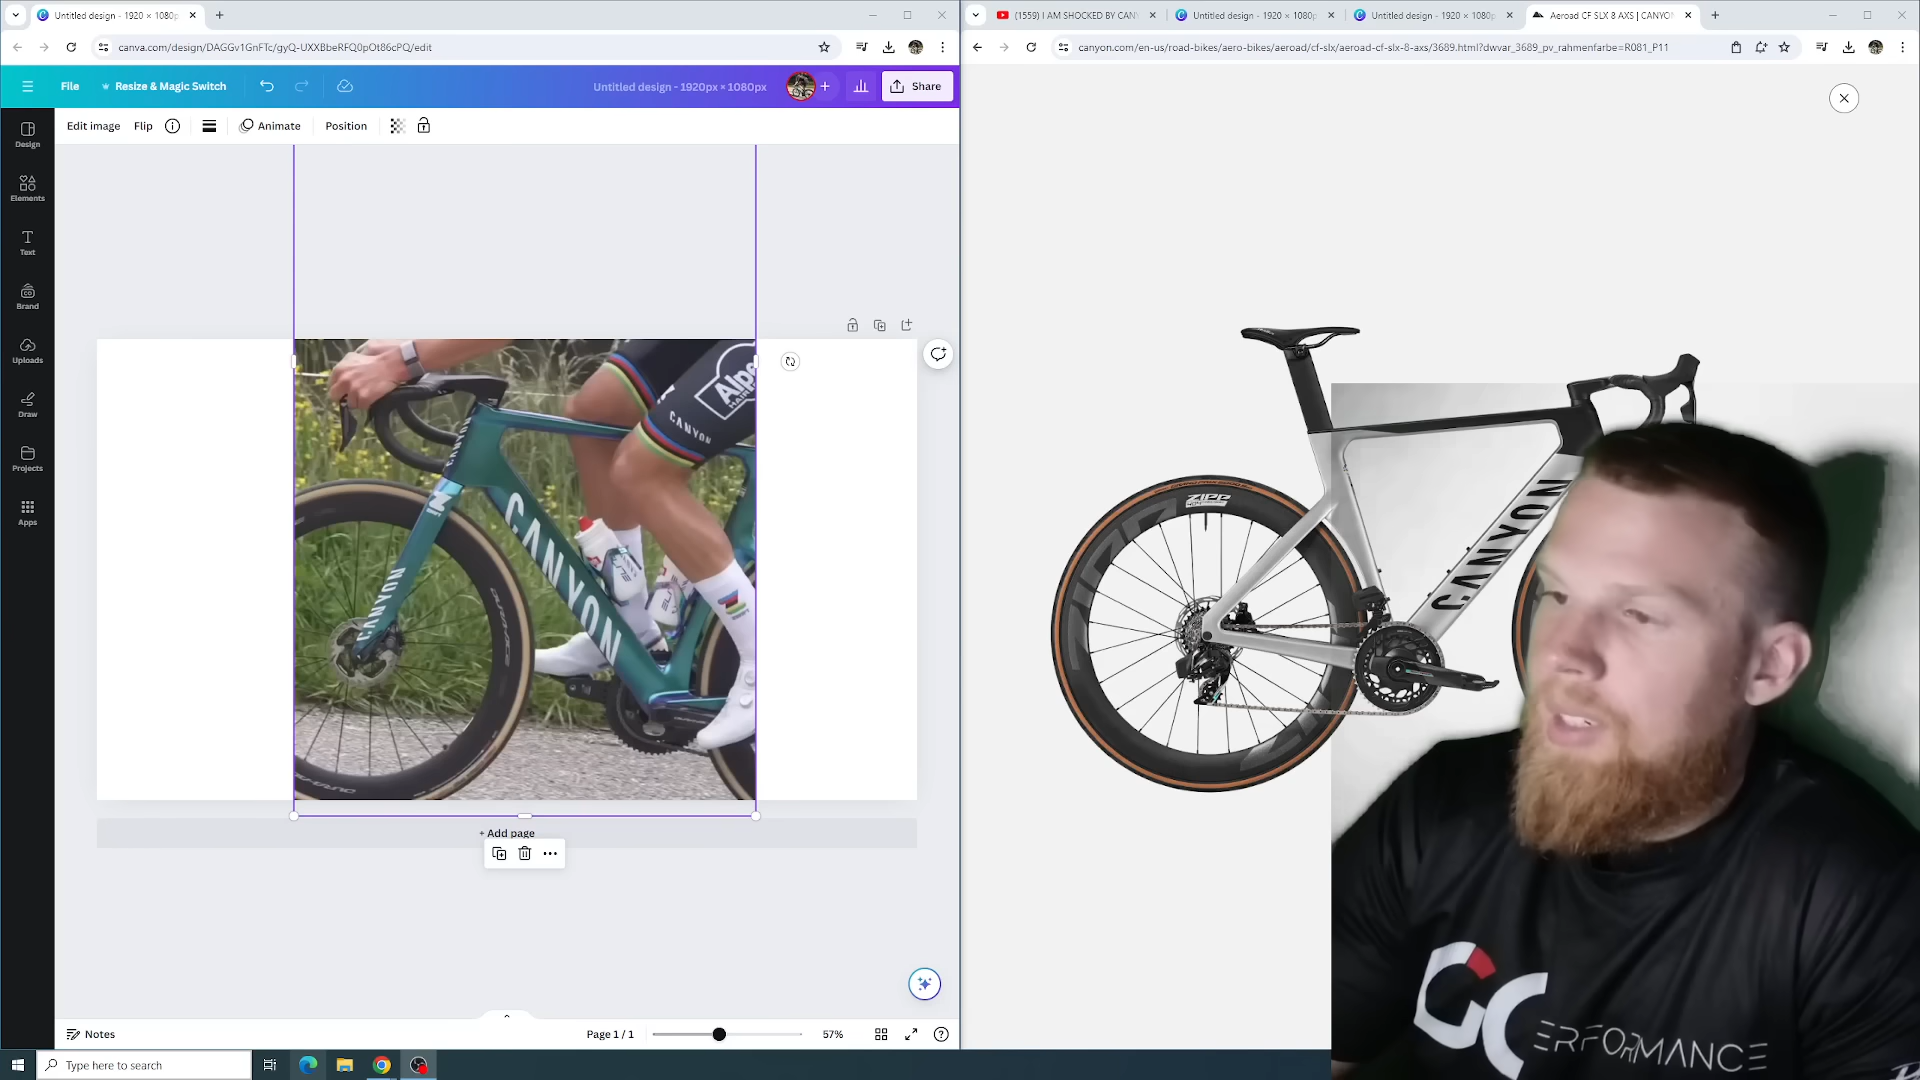 Untitled design - 1920 × 1080p
canva.com/design/DAGGv1GnFTc/gyQ-UXXBbeRFQ0pOt86cPQ/edit
File
Resize & Magic Switch
Untitled design - 1920px × 1080px
Share
Edit image
Flip
Animate
Position
Design
Elements
Text
Brand
Uploads
Draw
Projects
Apps
CANYON
CANYON
CANYON
CANYON
+ Add page
Notes
Page 1 / 1
57%
Type here to search
(1559) I AM SHOCKED BY CAN
Untitled design - 1920 × 1080p
Untitled design - 1920 × 1080p
Aeroad CF SLX 8 AXS | CANYO
canyon.com/en-us/road-bikes/aero-bikes/aeroad/cf-slx/aeroad-cf-slx-8-axs/3689.html?dwvar_3689_pv_rahmenfarbe=R081_P11
ZIPP
CANYON
GC
ERFORMANCE